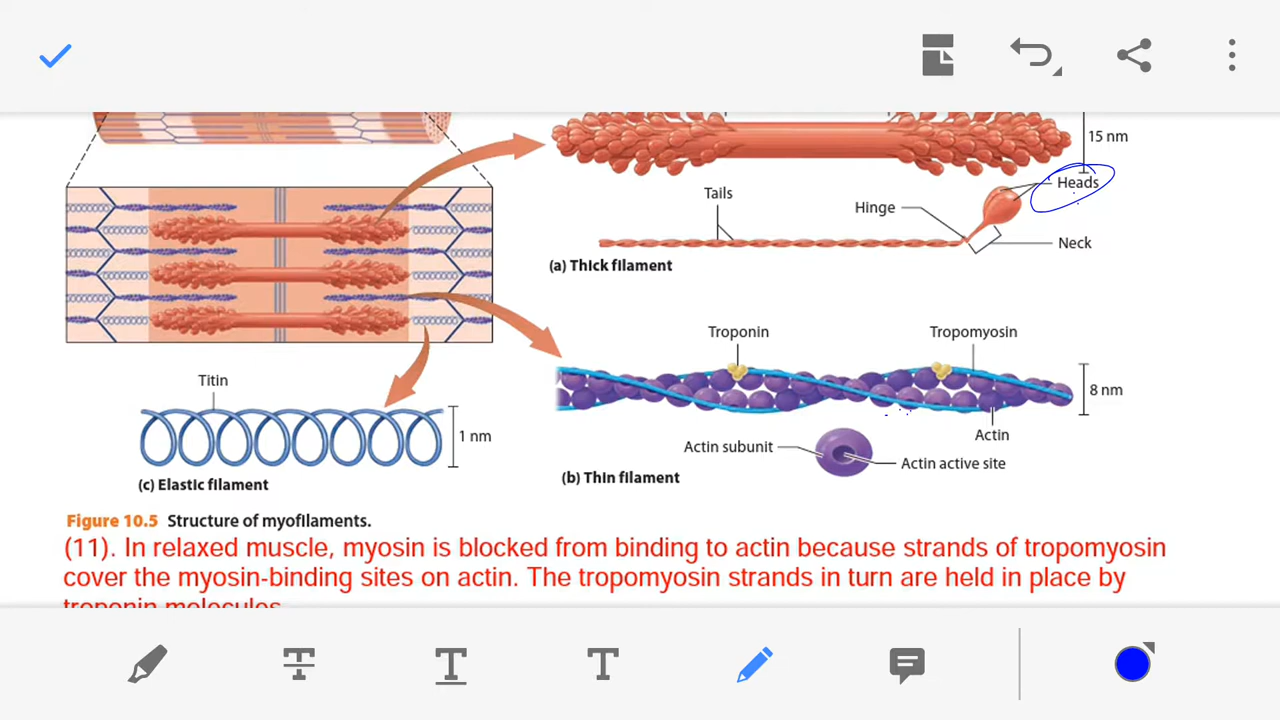 15 nm
Tails
Hinge
Heads
Neck
(a) Thick filament
Troponin
Tropomyosin
8 nm
Titin
1 nm
Actin
Actin subunit
Actin active site
(c) Elastic filament
(b) Thin filament
Figure 10.5 Structure of myofilaments.
(11). In relaxed muscle, myosin is blocked from binding to actin because strands of tropomyosin
cover the myosin-binding sites on actin. The tropomyosin strands in turn are held in place by
troponin molecules.
T
T
T